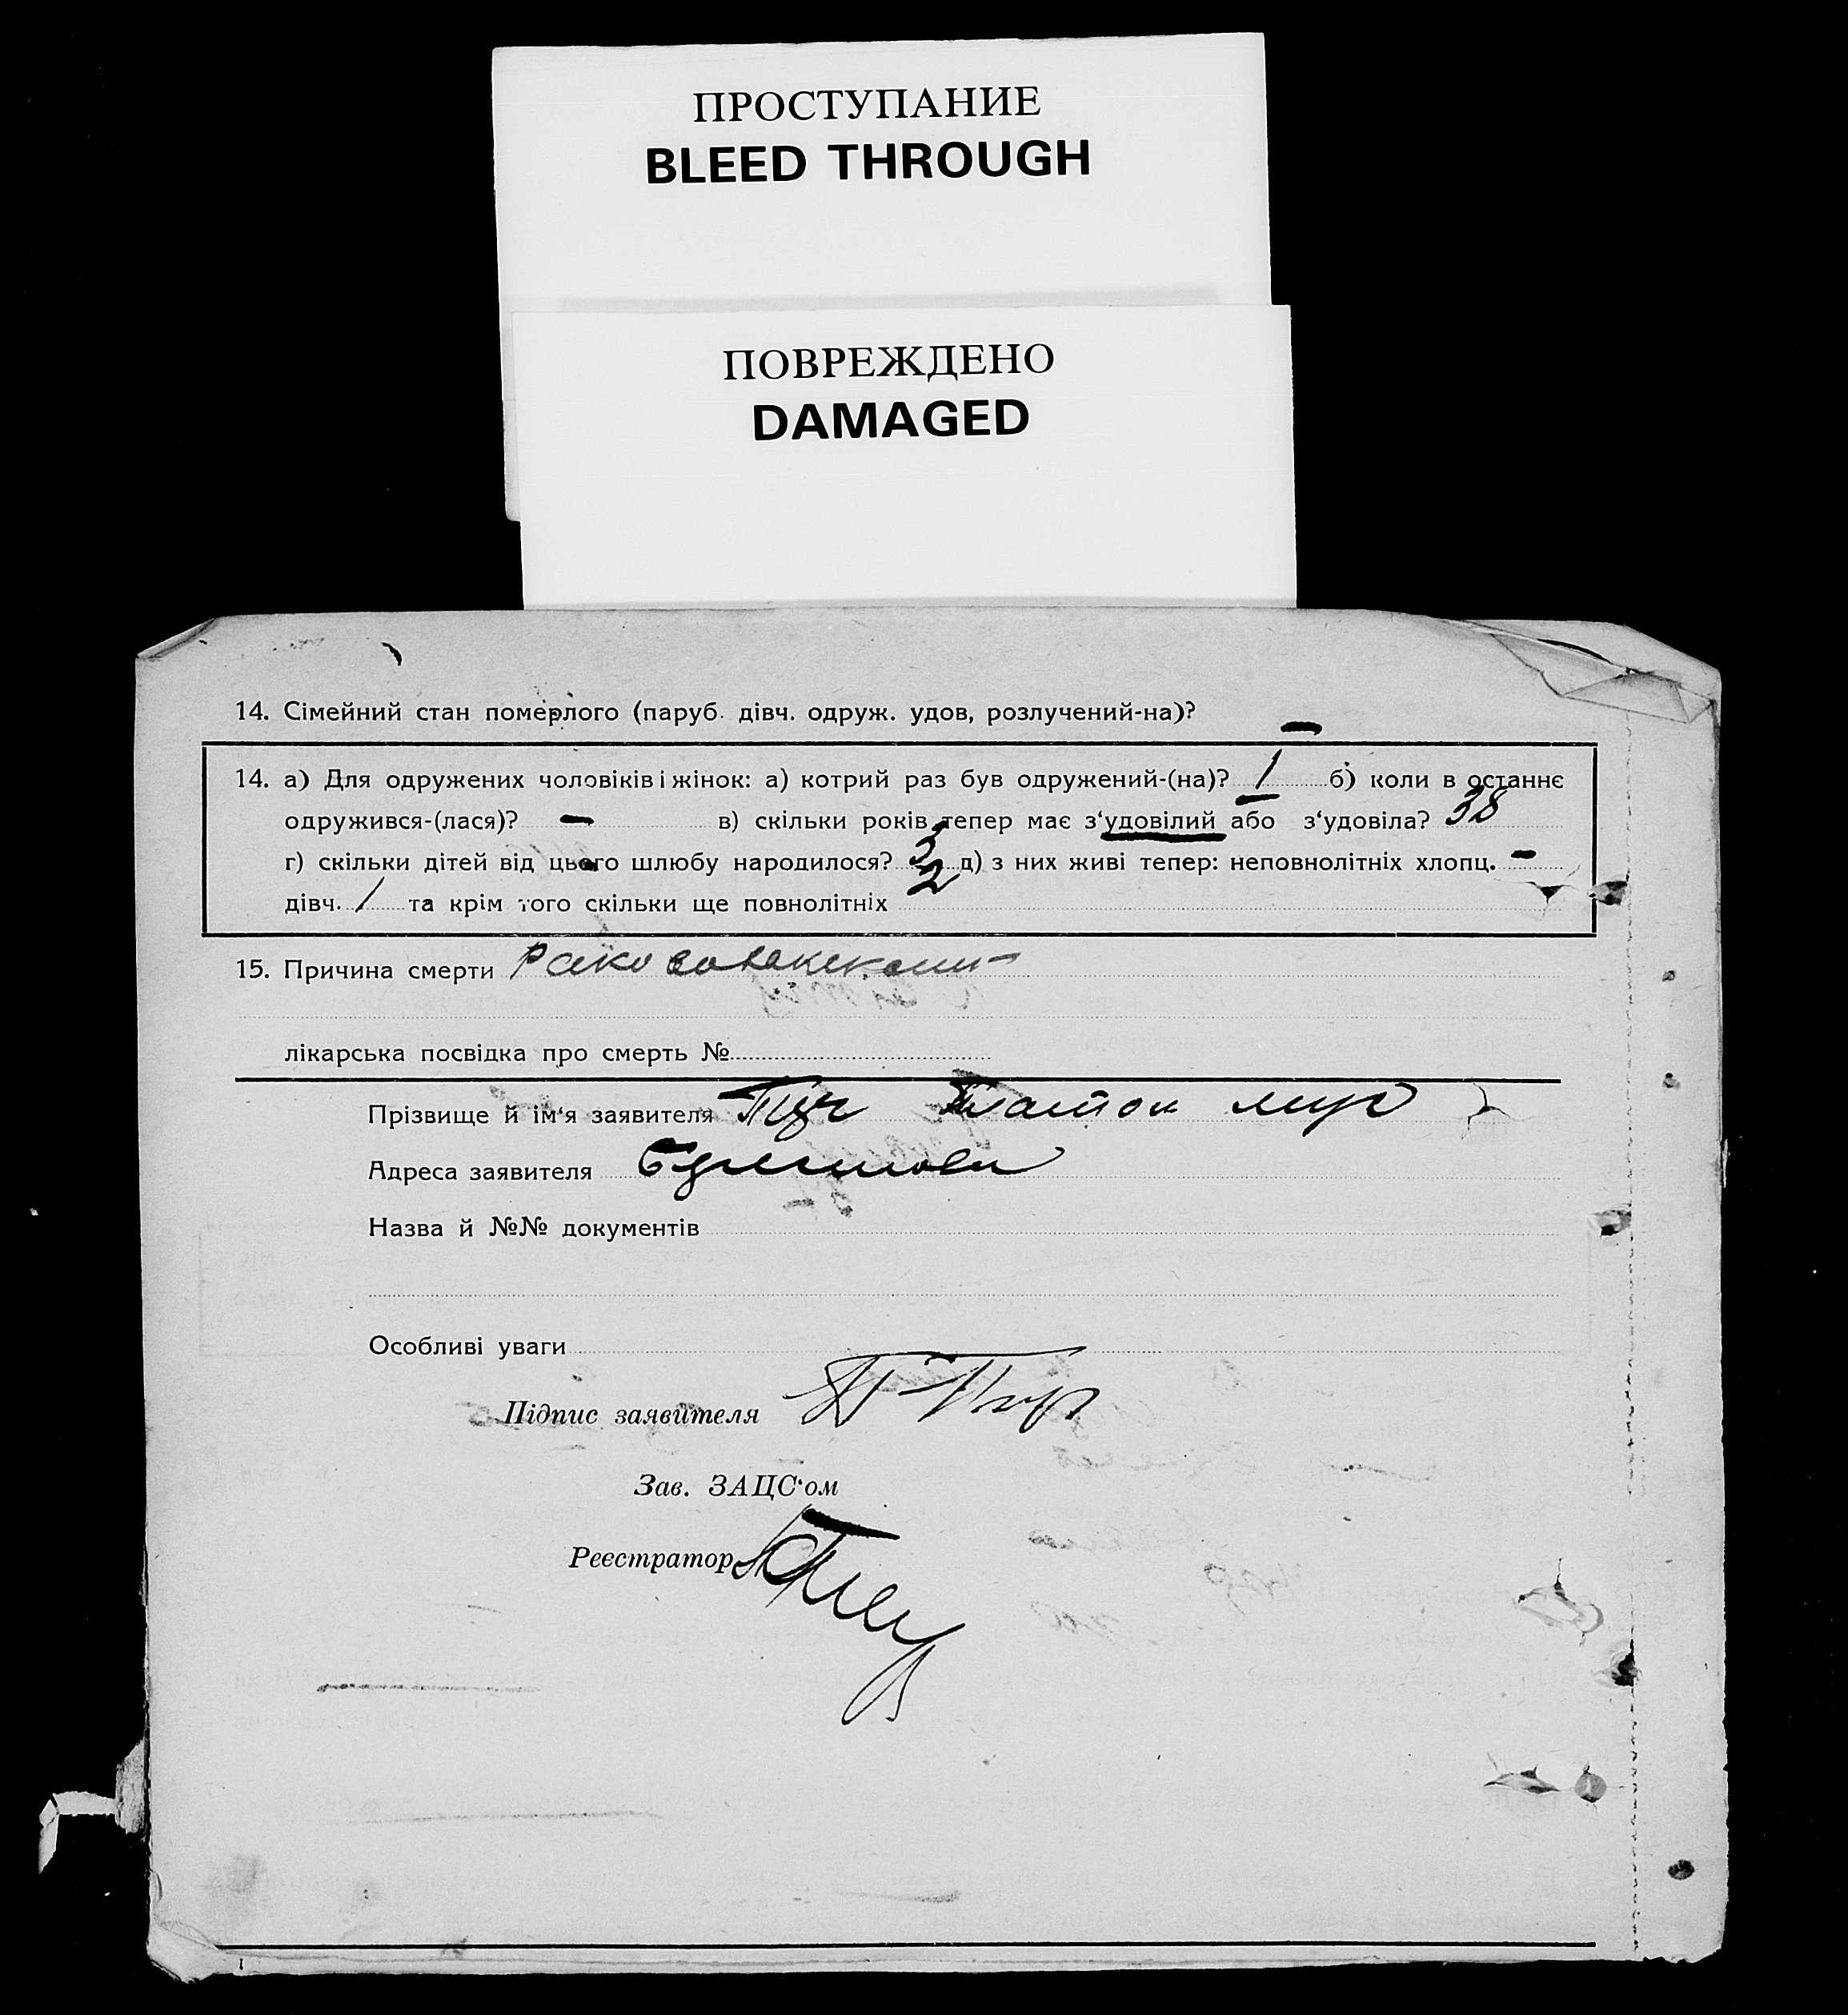 ПРОСТУПАНИЕ
BLEED THROUGH
ПОВРЕЖДЕНО
DAMAGED
14. Сімейний стан померлого (паруб. дівч. одруж. удов, розлучений-на)? –
14. а) Для одружених чоловіків і жінок: а) котрий раз був одружений-(на)? 1 б) коли в останнє
одружився-(лася)? – в) скільки років тепер має з‘удовілий або з‘удовіла? 38
г) скільки дітей від цього шлюбу народилося? 3 д) з них живі тепер: неповнолітніх хлопц. –
дівч. 1 та крім того скільки ще повнолітніх 2
15. Причина смерти
лікарська посвідка про смерть №
Прізвище й ім‘я заявителя
Адреса заявителя
Назва й №№ документів
Особливі уваги
Підпис заявителя
Зав. ЗАЦС‘ом
Реєстратор